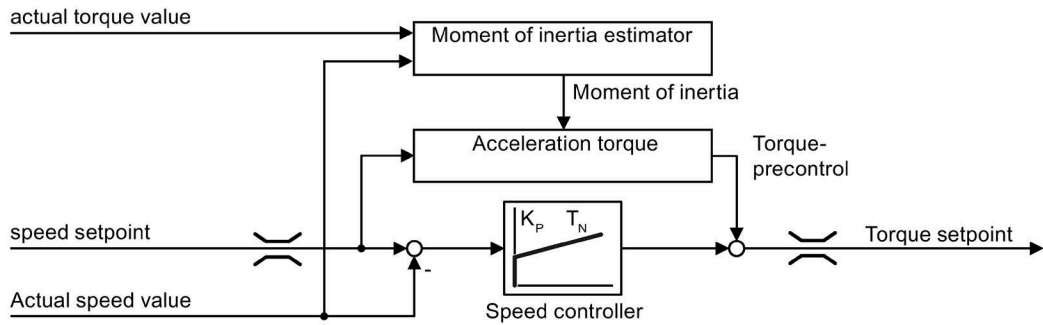 actual torque value
Moment of inertia estimator
Moment of inertia
Acceleration torque
Torque-
precontrol
speed setpoint
KP TN
Torque setpoint
Actual speed value
-
Speed controller